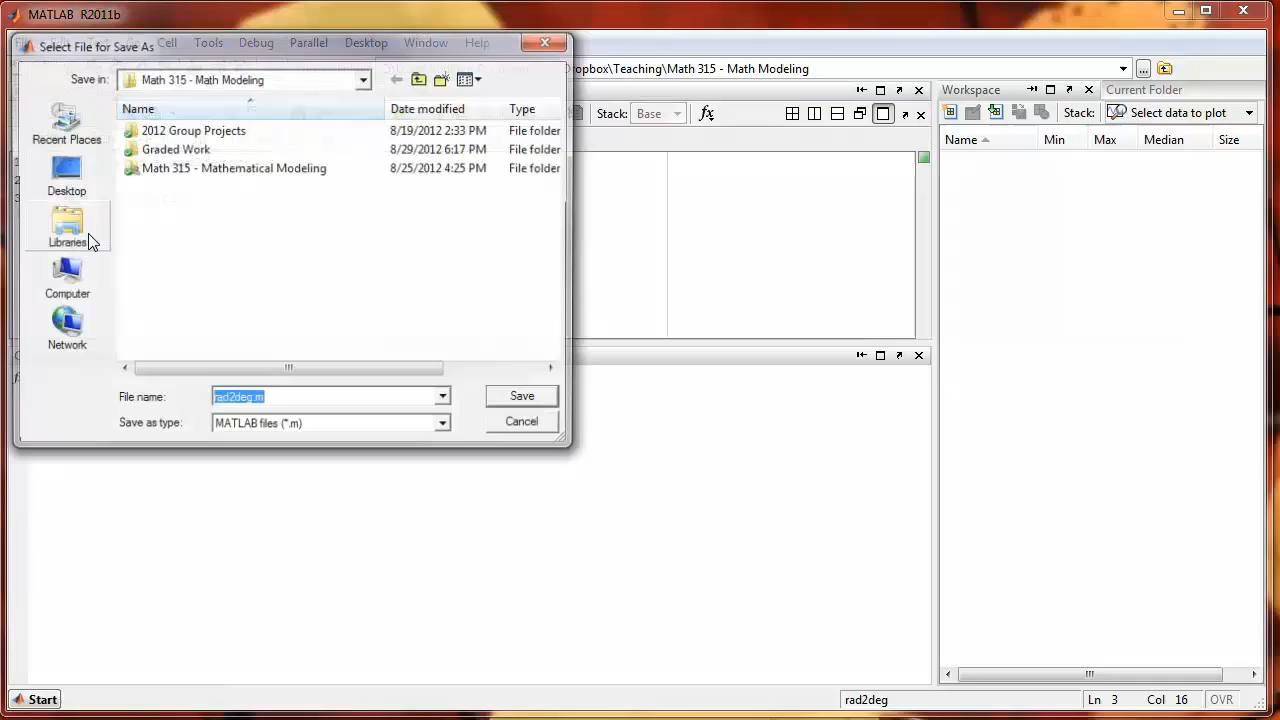 MATLAB R2011b
Cell Tools Debug Parallel Desktop Window Help
Select File for Save As
Save in: Math 315 - Math Modeling
ropbox\Teaching\Math 315 - Math Modeling
...
Workspace
Current Folder
Stack: Base
fx
Stack: Select data to plot
Name Min Max Median Size
Name Date modified Type
2012 Group Projects 8/19/2012 2:33 PM File folder
Graded Work 8/29/2012 6:17 PM File folder
Math 315 - Mathematical Modeling 8/25/2012 4:25 PM File folder
Recent Places
Desktop
Libraries
Computer
Network
File name: rad2deg.m Save
Save as type: MATLAB files (*.m) Cancel
Start
rad2deg
Ln 3 Col 16 OVR